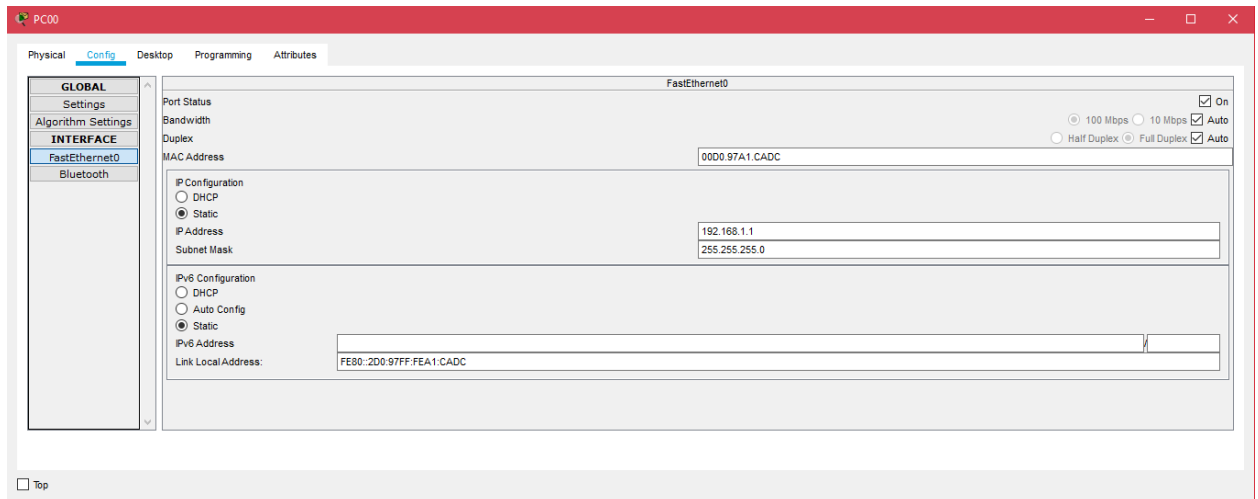 PC00
Physical Config Desktop Programming Attributes
GLOBAL
Settings
Algorithm Settings
INTERFACE
FastEthernet0
Bluetooth
FastEthernet0
Port Status On
Bandwidth 100 Mbps 10 Mbps Auto
Duplex Half Duplex Full Duplex Auto
MAC Address 00D0.97A1.CADC
IP Configuration
DHCP
Static
IP Address 192.168.1.1
Subnet Mask 255.255.255.0
IPv6 Configuration
DHCP
Auto Config
Static
IPv6 Address /
Link Local Address: FE80::2D0:97FF:FEA1:CADC
Top